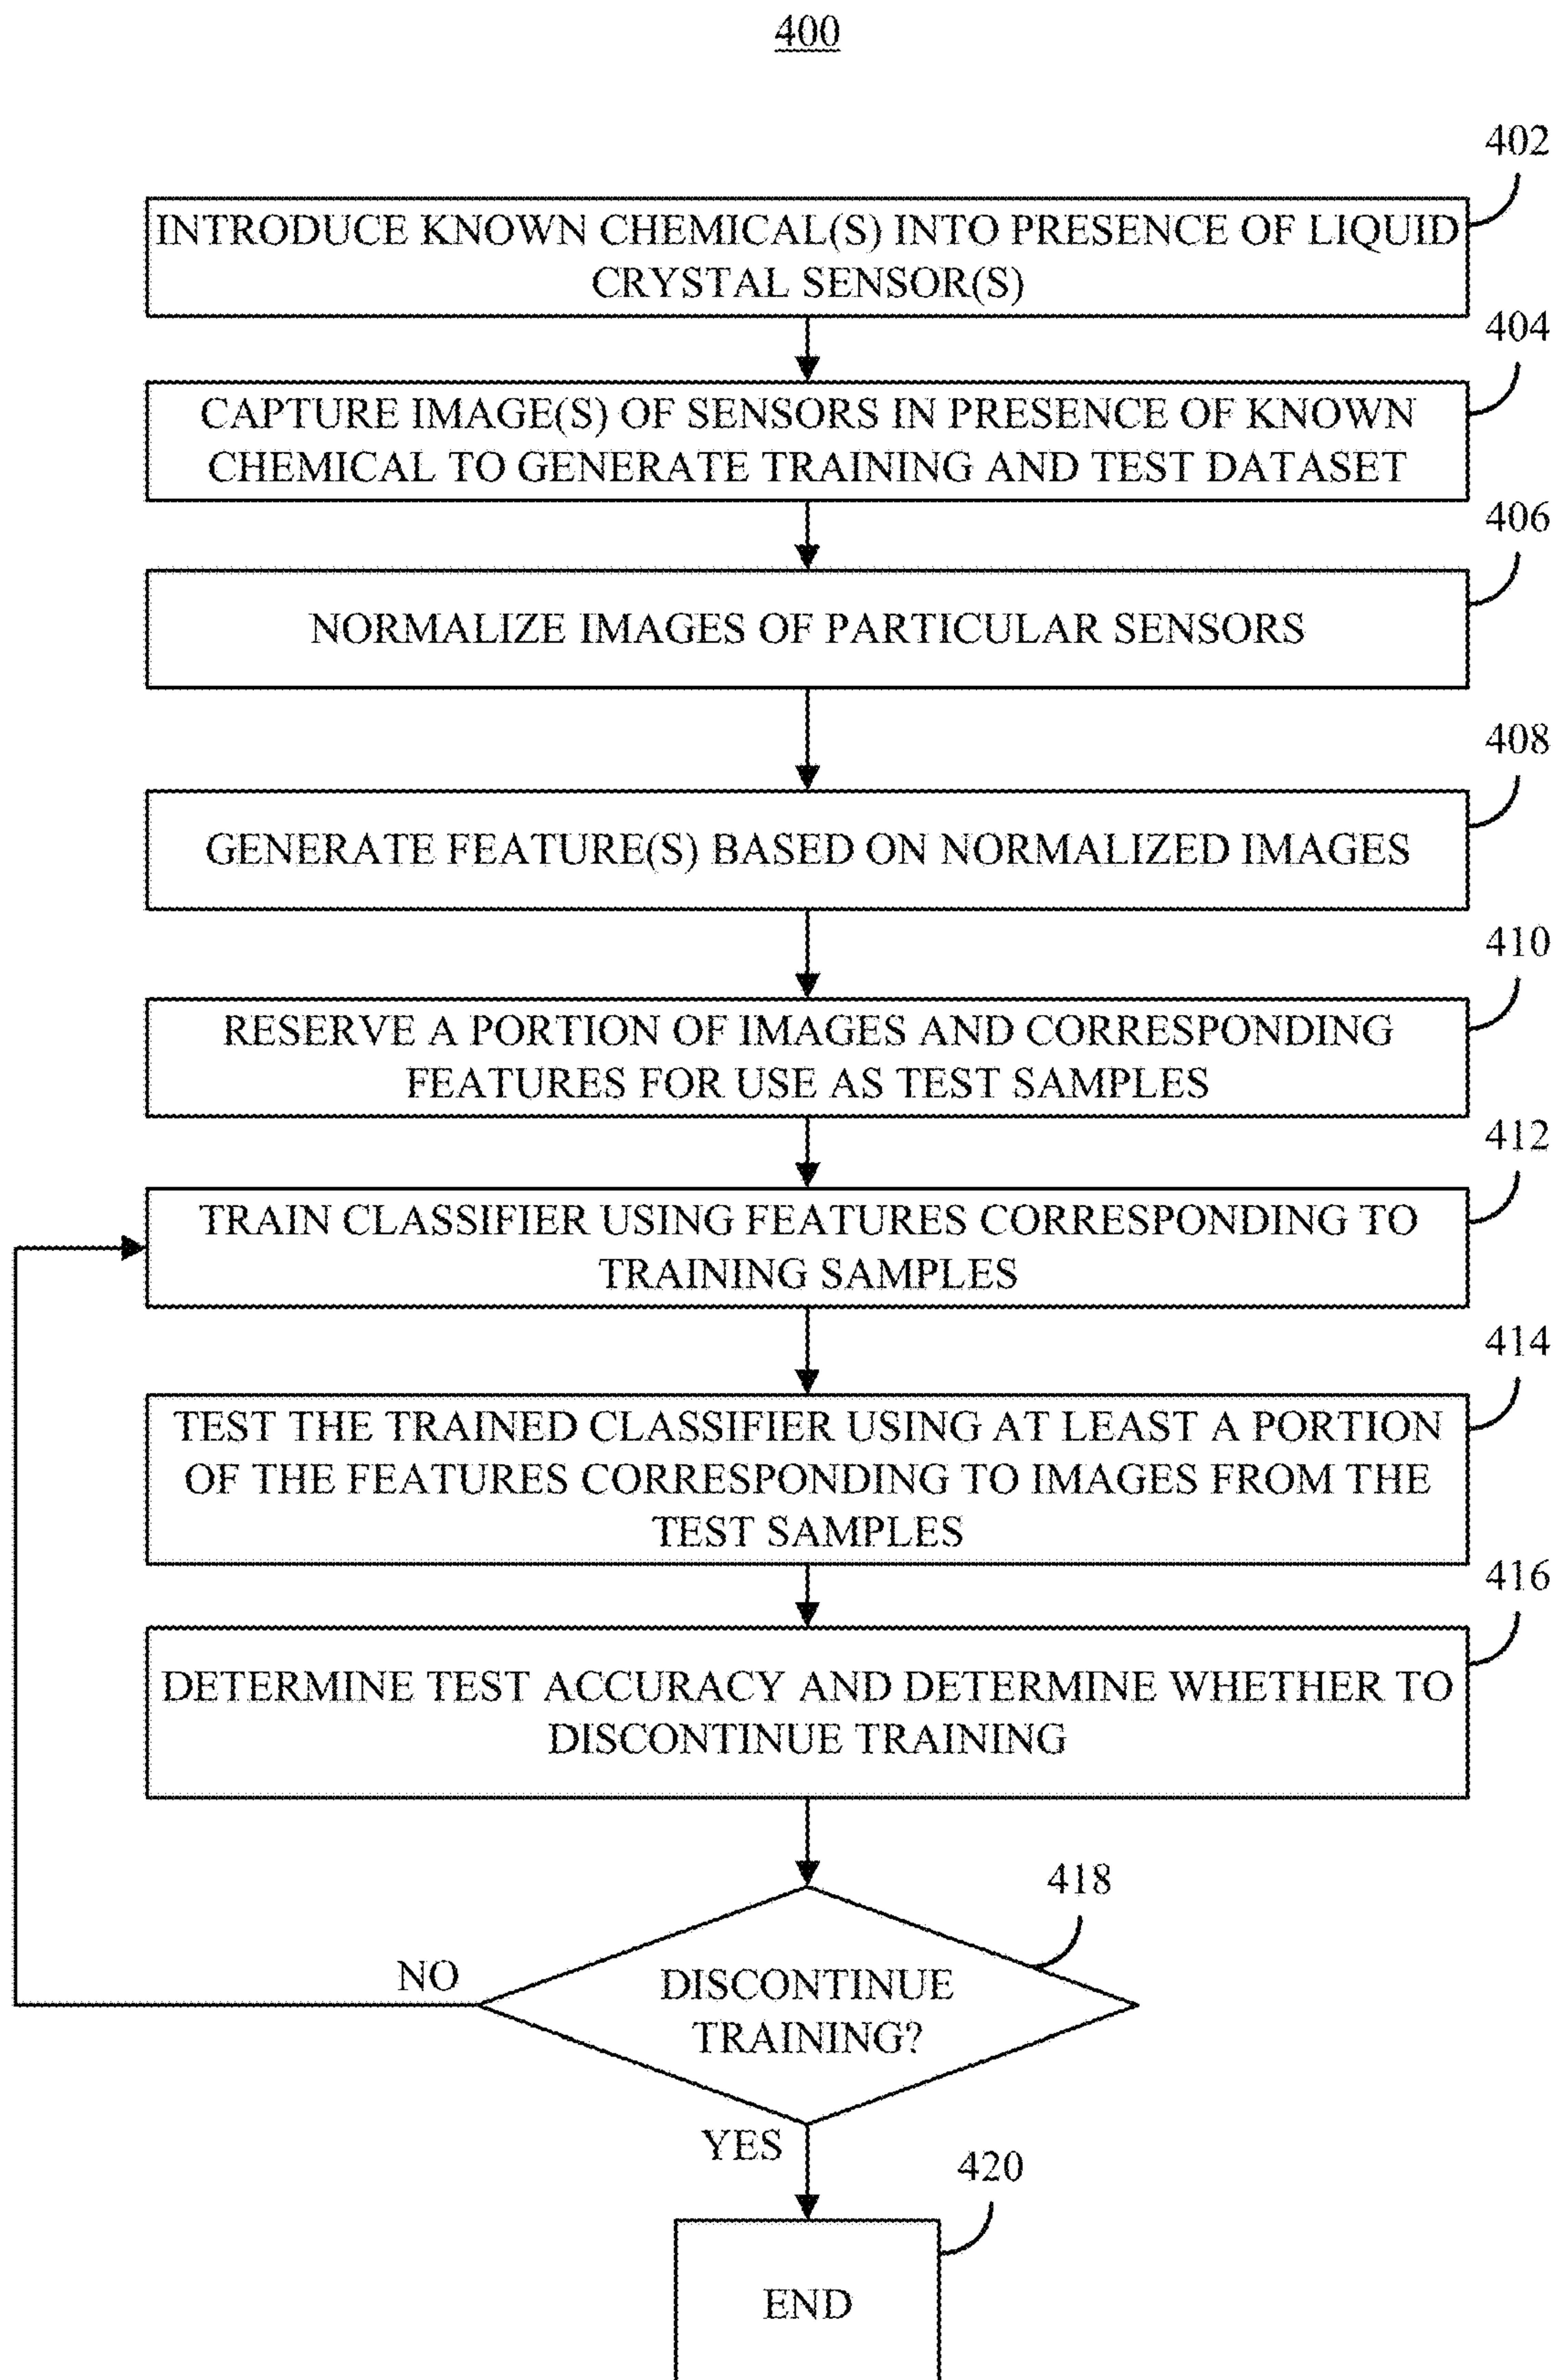 400
402
INTRODUCE KNOWN CHEMICAL(S) INTO PRESENCE OF LIQUID
CRYSTAL SENSOR(S)
404
CAPTURE IMAGE(S) OF SENSORS IN PRESENCE OF KNOWN
CHEMICAL TO GENERATE TRAINING AND TEST DATASET
406
NORMALIZE IMAGES OF PARTICULAR SENSORS
408
GENERATE FEATURE(S) BASED ON NORMALIZED IMAGES
410
RESERVE A PORTION OF IMAGES AND CORRESPONDING
FEATURES FOR USE AS TEST SAMPLES
412
TRAIN CLASSIFIER USING FEATURES CORRESPONDING TO
TRAINING SAMPLES
414
TEST THE TRAINED CLASSIFIER USING AT LEAST A PORTION
OF THE FEATURES CORRESPONDING TO IMAGES FROM THE
TEST SAMPLES
416
DETERMINE TEST ACCURACY AND DETERMINE WHETHER TO
DISCONTINUE TRAINING
418
NO
DISCONTINUE
TRAINING?
YES
420
END